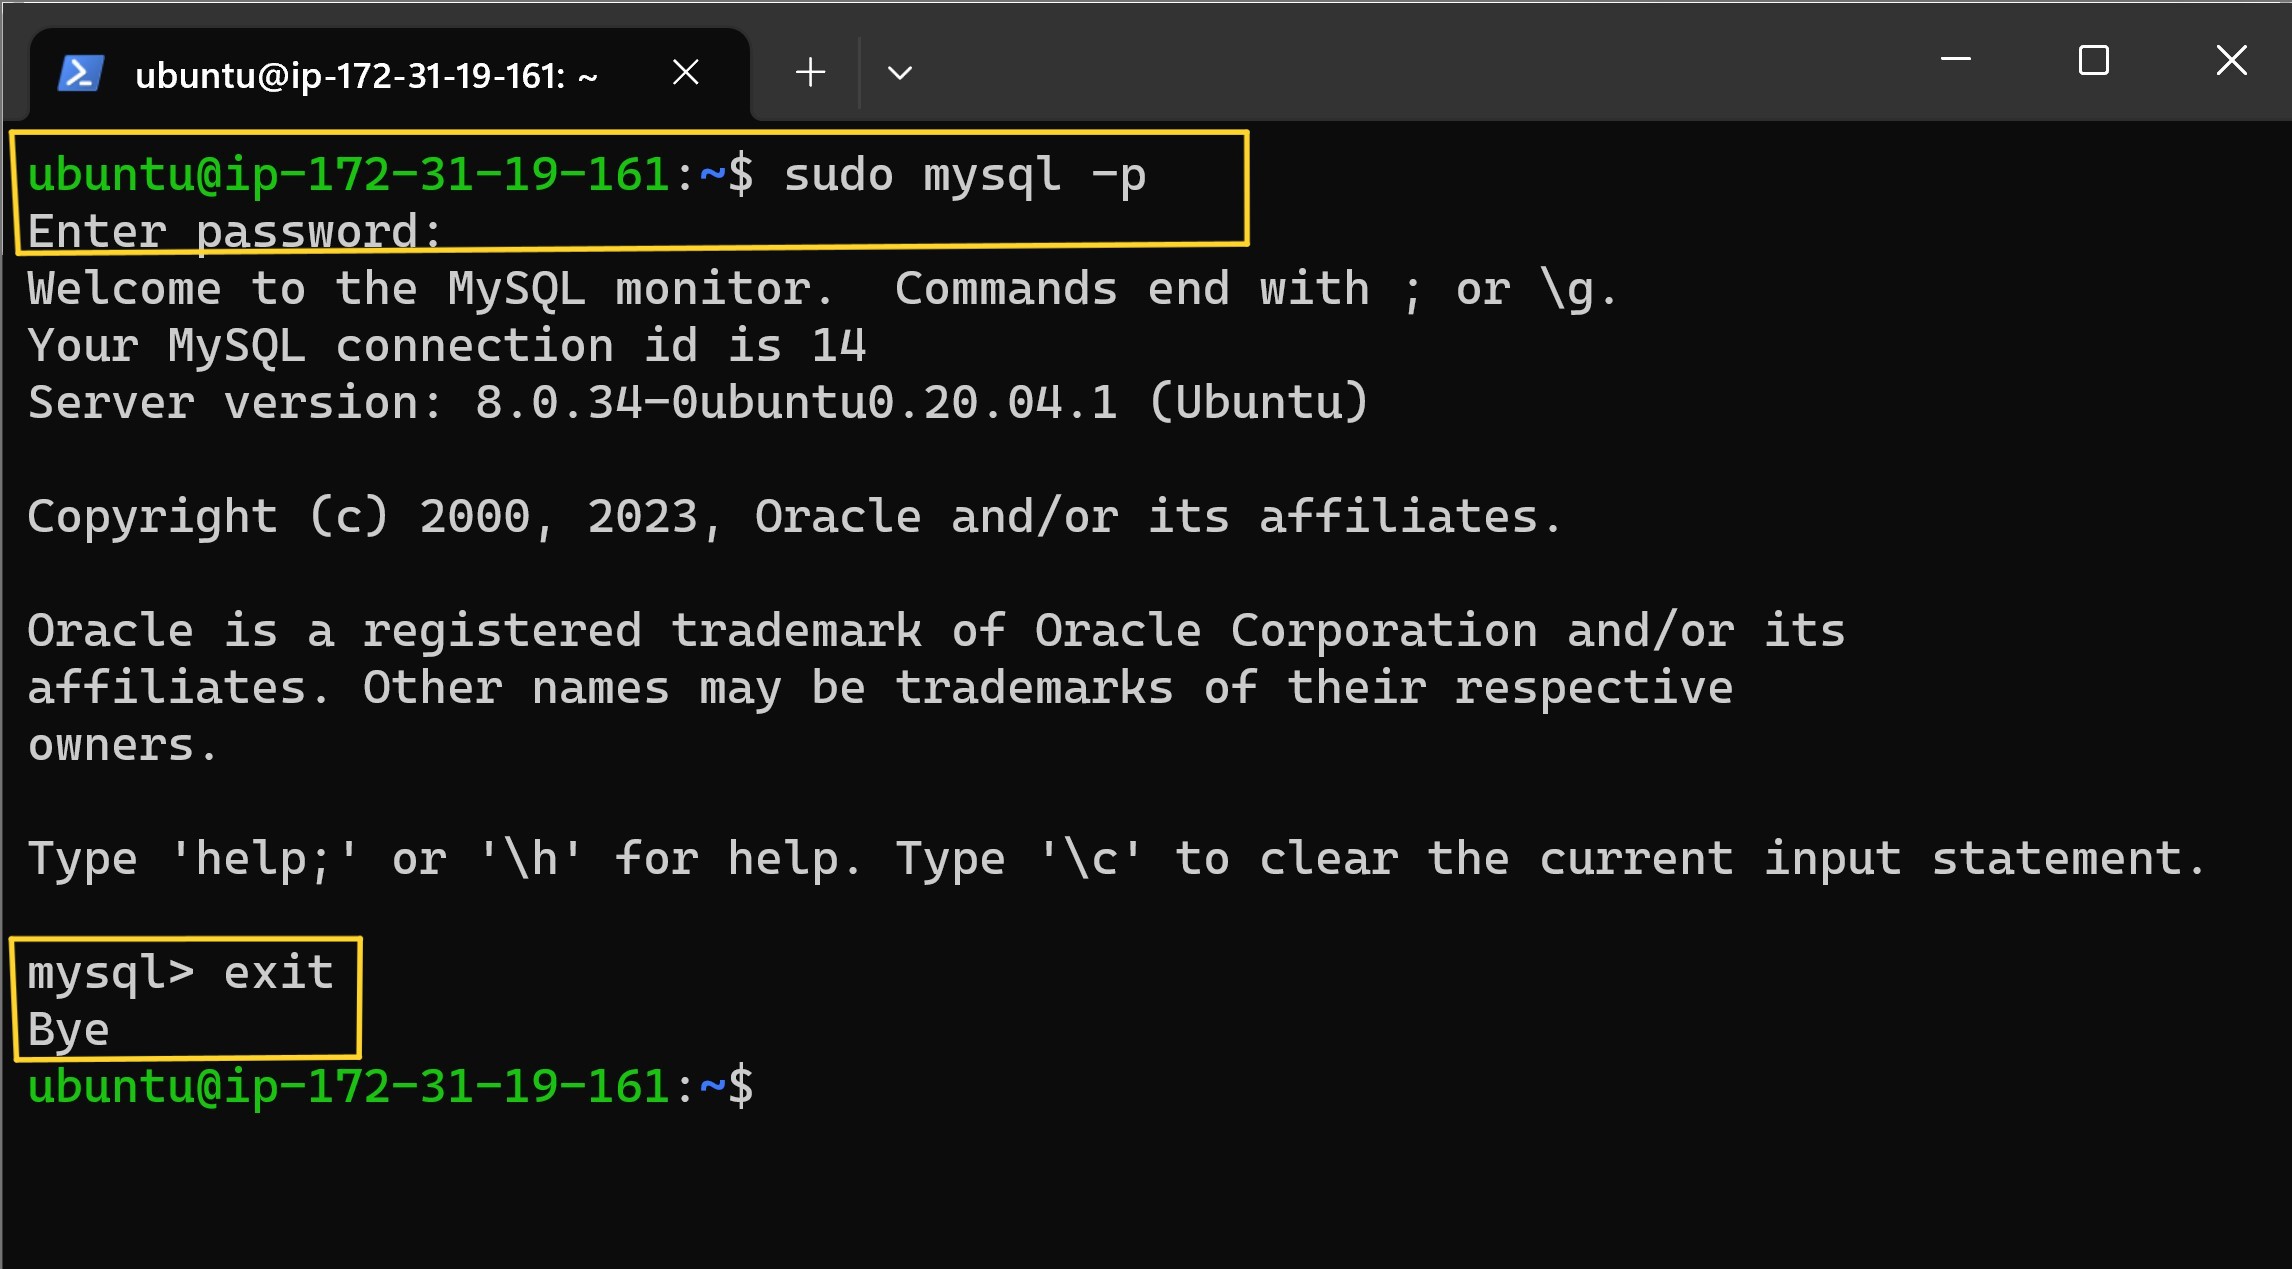 ubuntu@ip-172-31-19-161: ~
ubuntu@ip-172-31-19-161:~$ sudo mysql -p
Enter password:
Welcome to the MySQL monitor.  Commands end with ; or \g.
Your MySQL connection id is 14
Server version: 8.0.34-0ubuntu0.20.04.1 (Ubuntu)
Copyright (c) 2000, 2023, Oracle and/or its affiliates.
Oracle is a registered trademark of Oracle Corporation and/or its
affiliates. Other names may be trademarks of their respective
owners.
Type 'help;' or '\h' for help. Type '\c' to clear the current input statement.
mysql> exit
Bye
ubuntu@ip-172-31-19-161:~$